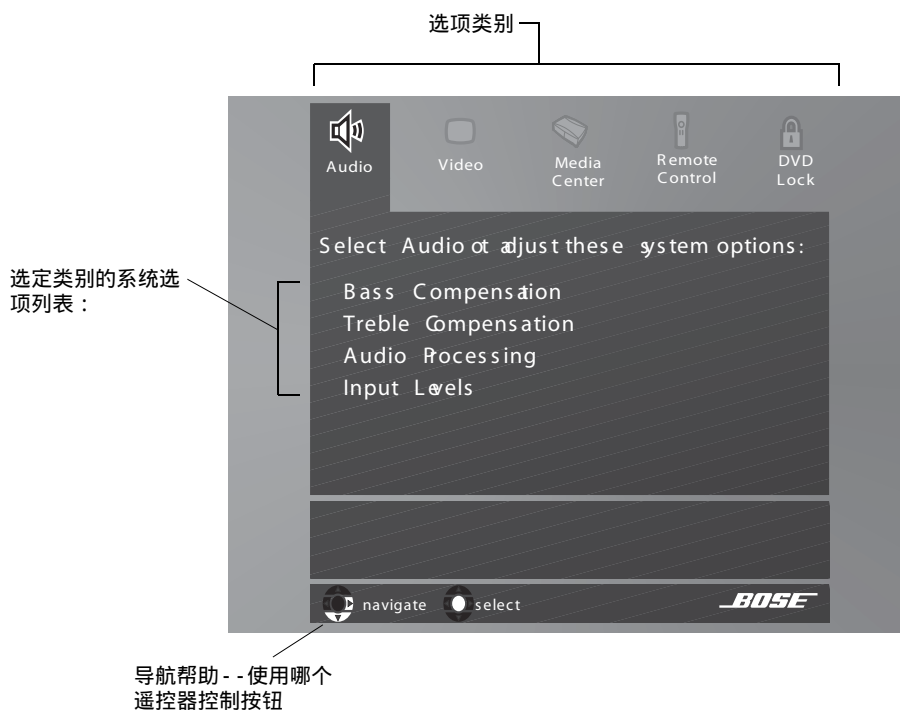 选项类别
Audio
Video
Media
Center
Remote
Control
DVD
Lock
Select Audio ot adjust these system options:
选定类别的系统选
项列表：
Bass Compensation
Treble Compensation
Audio Processing
Input Levels
navigate
select
BOSE
导航帮助--使用哪个
遥控器控制按钮